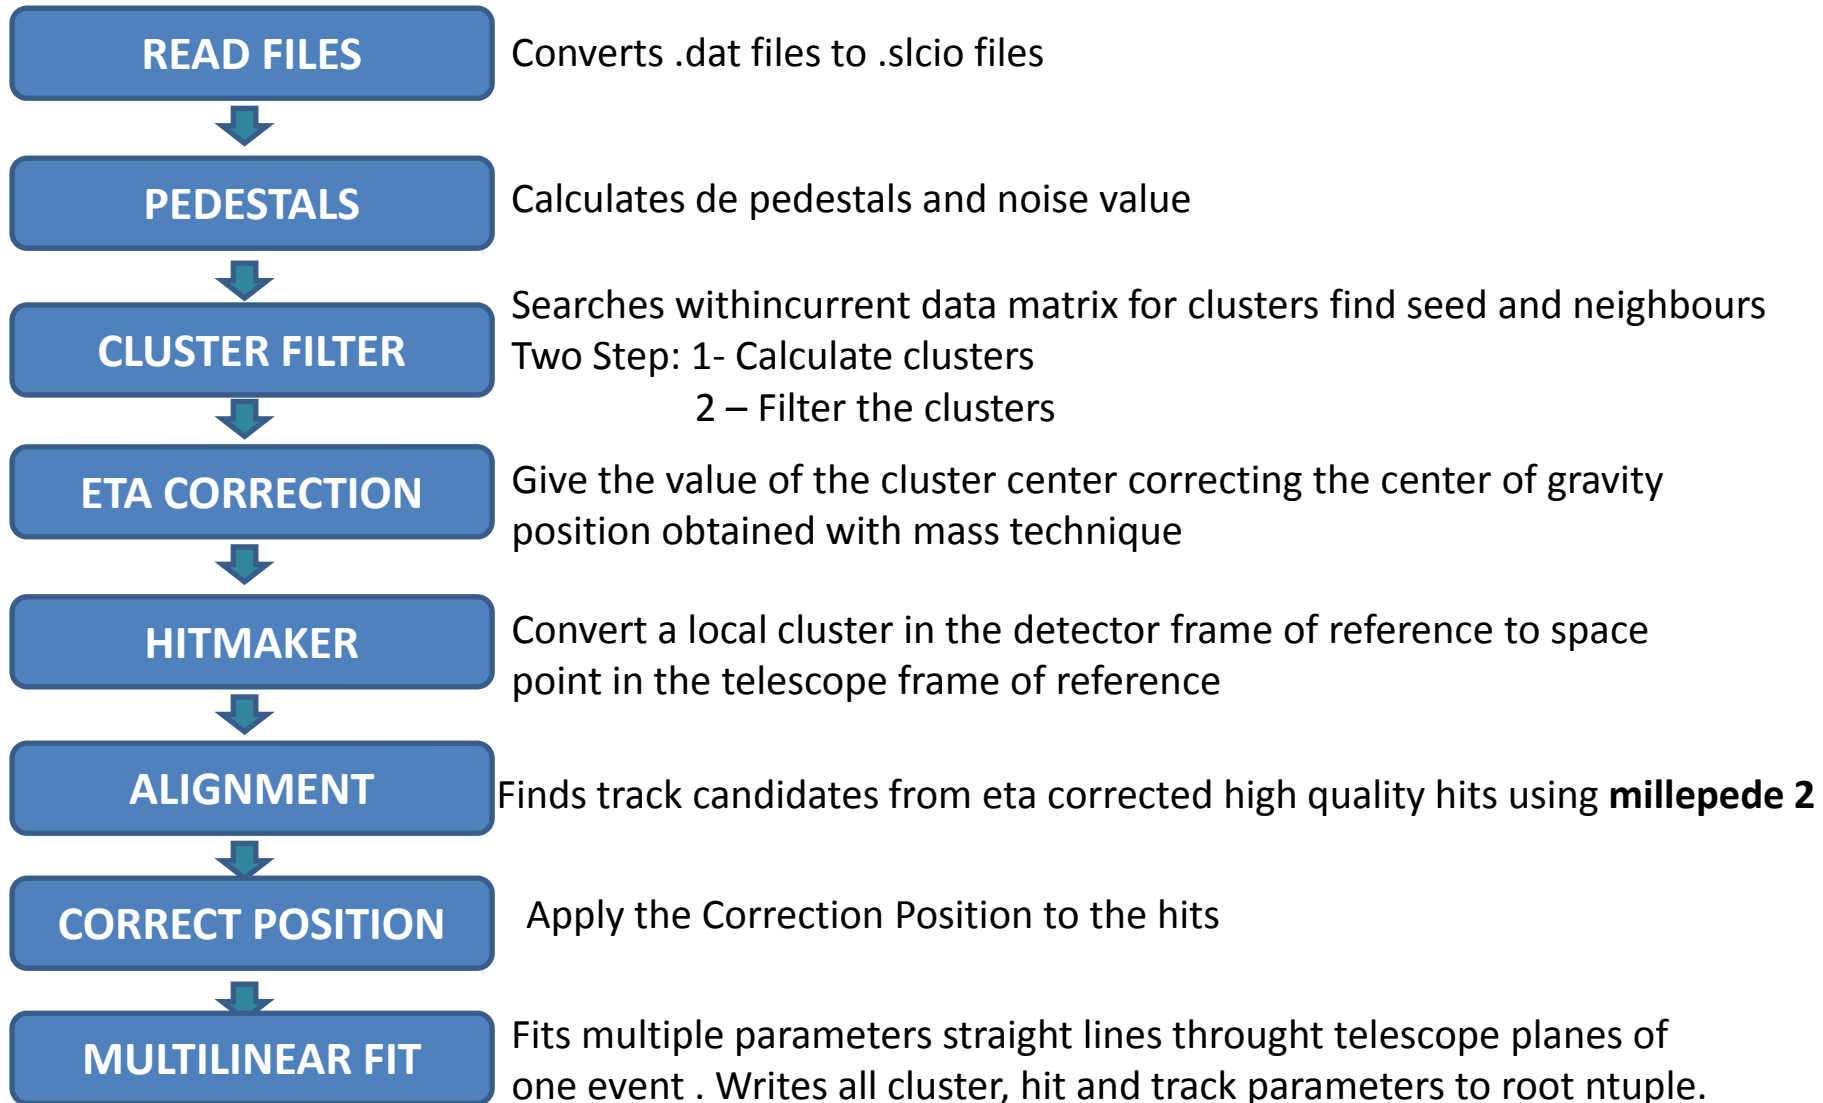 READ FILES
Converts .dat files to .slcio files
PEDESTALS
Calculates de pedestals and noise value
CLUSTER FILTER
Searches withincurrent data matrix for clusters find seed and neighbours
Two Step: 1- Calculate clusters
2 – Filter the clusters
ETA CORRECTION
Give the value of the cluster center correcting the center of gravity
position obtained with mass technique
HITMAKER
Convert a local cluster in the detector frame of reference to space
point in the telescope frame of reference
ALIGNMENT
Finds track candidates from eta corrected high quality hits using millepede 2
CORRECT POSITION
Apply the Correction Position to the hits
MULTILINEAR FIT
Fits multiple parameters straight lines throught telescope planes of
one event . Writes all cluster, hit and track parameters to root ntuple.